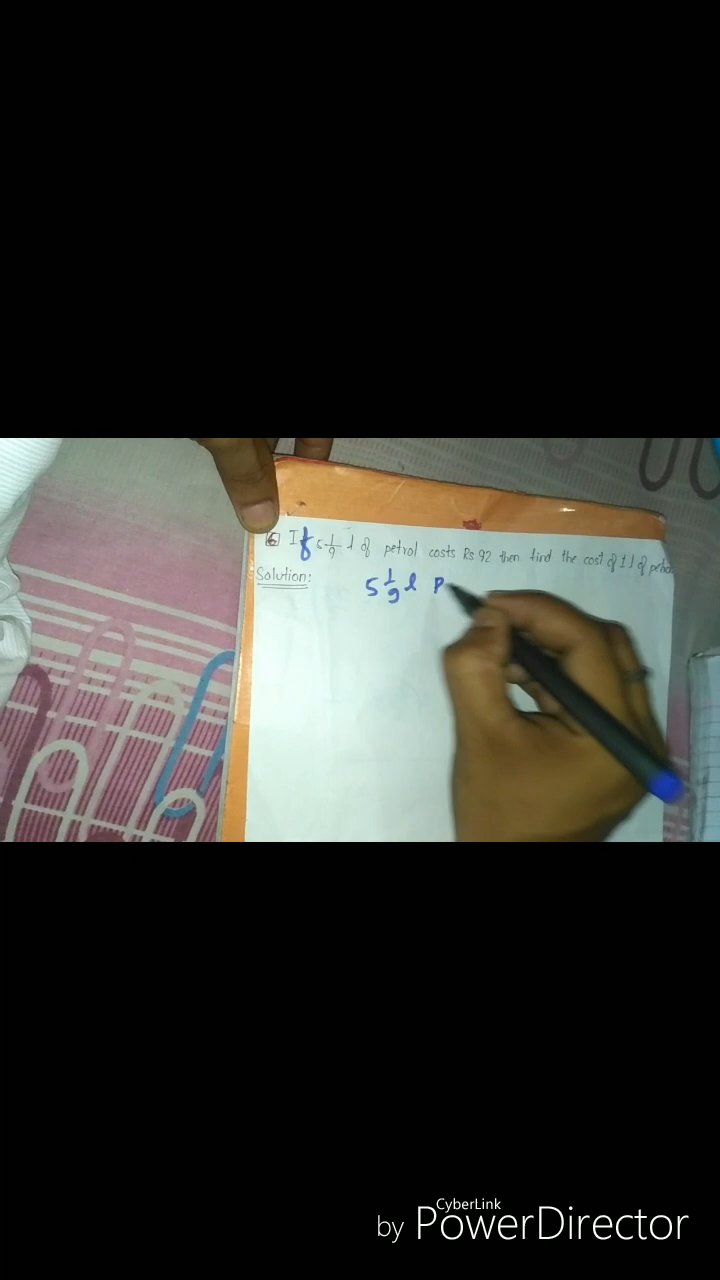 6 If 5 1/9 l of petrol costs Rs 92 then find the cost of 1 l of petrol
Solution:
5 1/9 l P
CyberLink
by PowerDirector